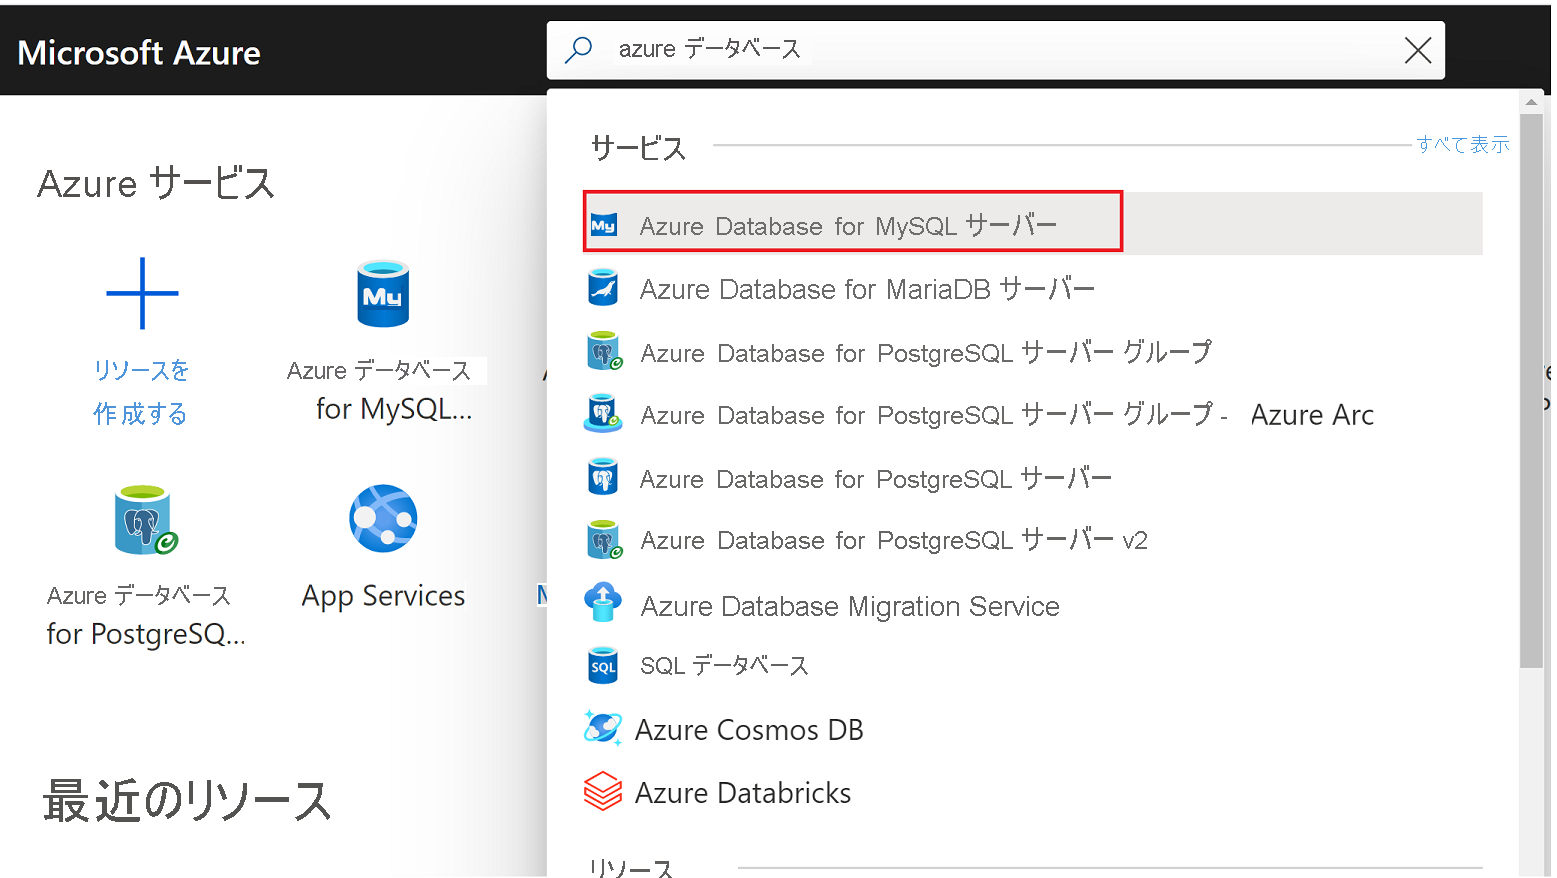 Microsoft Azure
azure データベース
サービス
すべて表示
Azure サービス
My
Azure Database for MySQL サーバー
Azure Database for MariaDB サーバー
My
リソースを
作成する
Azure データベース
for MySQL...
Azure Database for PostgreSQL サーバー グループ
Azure Database for PostgreSQL サーバー グループ - Azure Arc
Azure Database for PostgreSQL サーバー
Azure Database for PostgreSQL サーバー v2
Azure データベース
for PostgreSQ...
App Services
Azure Database Migration Service
SQL
SQL データベース
Azure Cosmos DB
Azure Databricks
最近のリソース
リソース